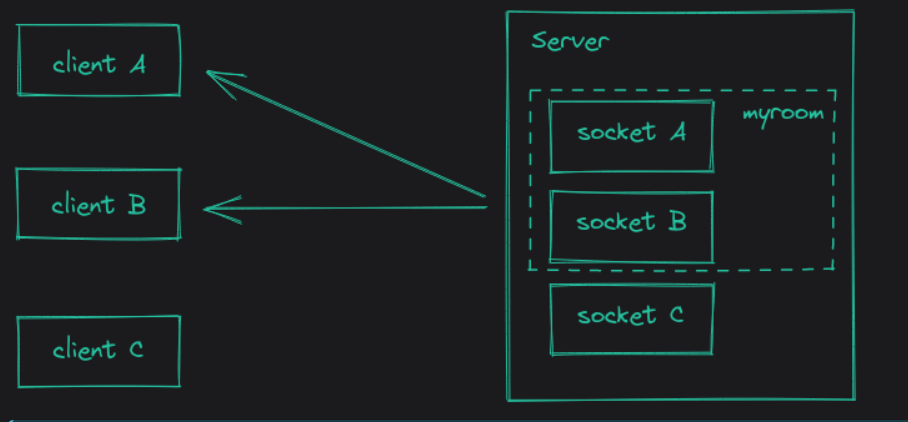 client A
client B
client C
Server
myroom
socket A
socket B
socket C